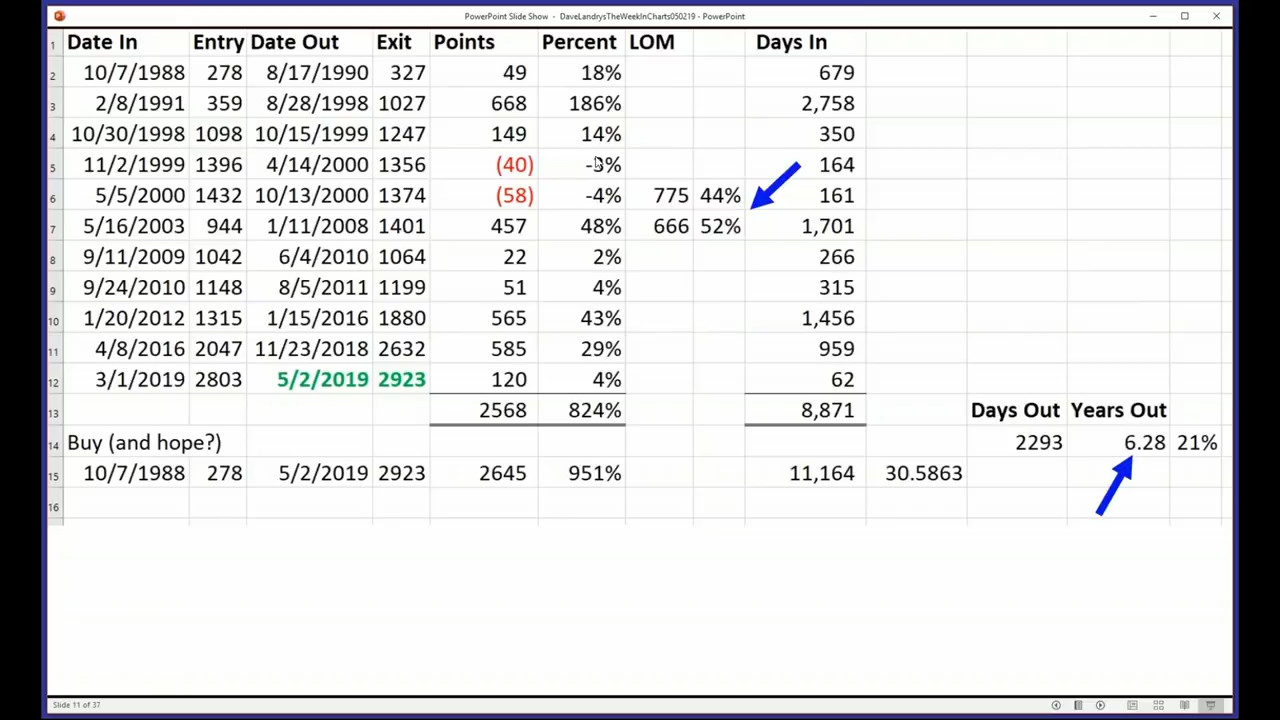 PowerPoint Slide Show - DaveLandrysTheWeekInCharts050219 - PowerPoint
1 Date In Entry Date Out Exit Points Percent LOM Days In
2 10/7/1988 278 8/17/1990 327 49 18% 679
3 2/8/1991 359 8/28/1998 1027 668 186% 2,758
4 10/30/1998 1098 10/15/1999 1247 149 14% 350
5 11/2/1999 1396 4/14/2000 1356 (40) -3% 164
6 5/5/2000 1432 10/13/2000 1374 (58) -4% 775 44% 161
7 5/16/2003 944 1/11/2008 1401 457 48% 666 52% 1,701
8 9/11/2009 1042 6/4/2010 1064 22 2% 266
9 9/24/2010 1148 8/5/2011 1199 51 4% 315
10 1/20/2012 1315 1/15/2016 1880 565 43% 1,456
11 4/8/2016 2047 11/23/2018 2632 585 29% 959
12 3/1/2019 2803 5/2/2019 2923 120 4% 62
13 2568 824% 8,871 Days Out Years Out
14 Buy (and hope?) 2293 6.28 21%
15 10/7/1988 278 5/2/2019 2923 2645 951% 11,164 30.5863
16
Slide 11 of 37